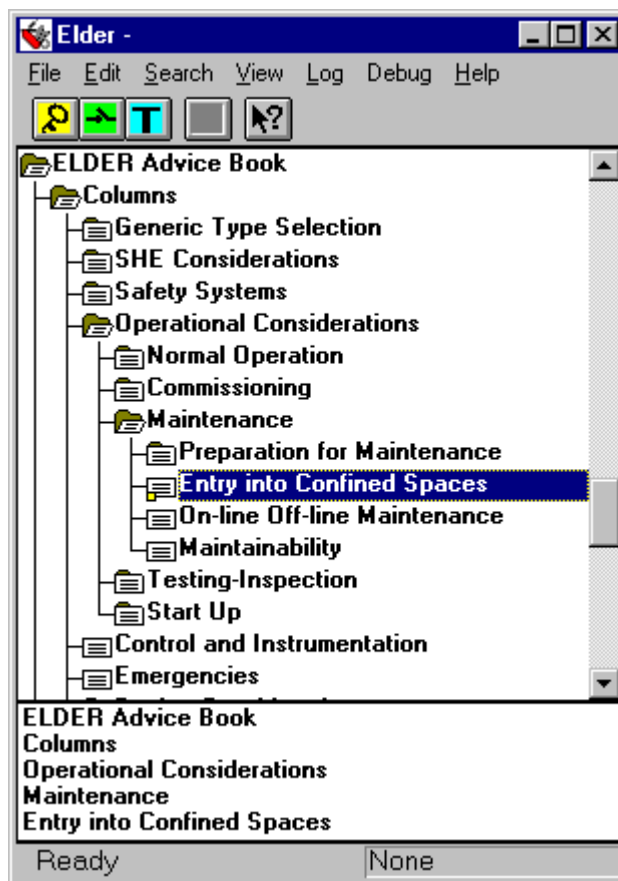 Elder -
File Edit Search View Log Debug Help
T ?
ELDER Advice Book
Columns
Generic Type Selection
SHE Considerations
Safety Systems
Operational Considerations
Normal Operation
Commissioning
Maintenance
Preparation for Maintenance
Entry into Confined Spaces
On-line Off-line Maintenance
Maintainability
Testing-Inspection
Start Up
Control and Instrumentation
Emergencies
ELDER Advice Book
Columns
Operational Considerations
Maintenance
Entry into Confined Spaces
Ready None